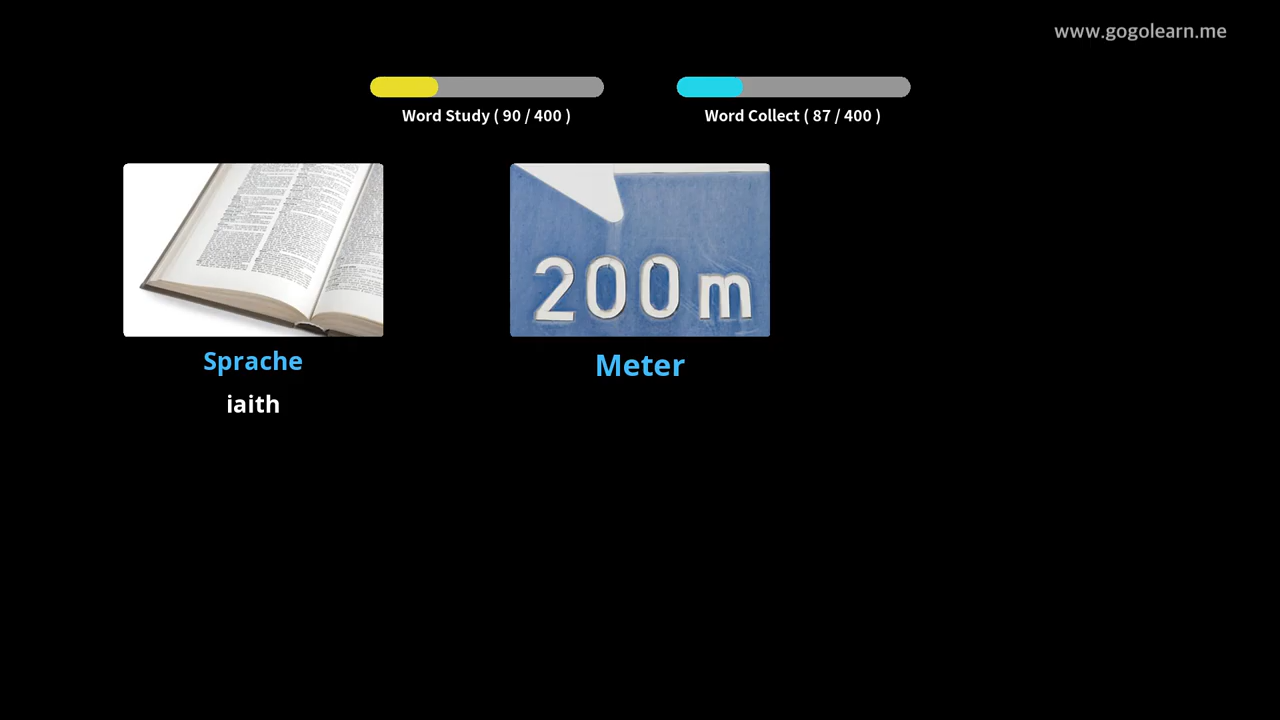 www.gogolearn.me
Word Study ( 90 / 400 )
Word Collect ( 87 / 400 )
200 m
Sprache
Meter
iaith